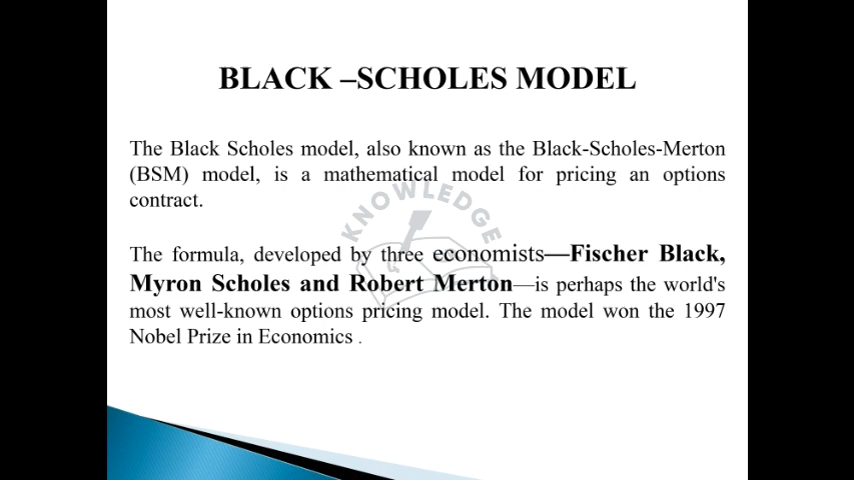 BLACK –SCHOLES MODEL
The Black Scholes model, also known as the Black-Scholes-Merton
(BSM) model, is a mathematical model for pricing an options
contract.
KNOWLEDGE
The formula, developed by three economists—Fischer Black,
Myron Scholes and Robert Merton—is perhaps the world's
most well-known options pricing model. The model won the 1997
Nobel Prize in Economics .